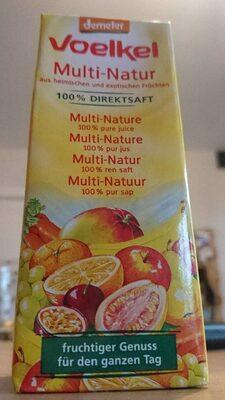 demeter
Voelkel
Multi-Natur
aus heimischen und exotischen Früchten
100% DIREKTSAFT
Multi-Nature
100% pure juice
Multi-Nature
100% pur jus
Multi-Natur
100% ren saft
Multi-Natuur
100% pur sap
fruchtiger Genuss
für den ganzen Tag